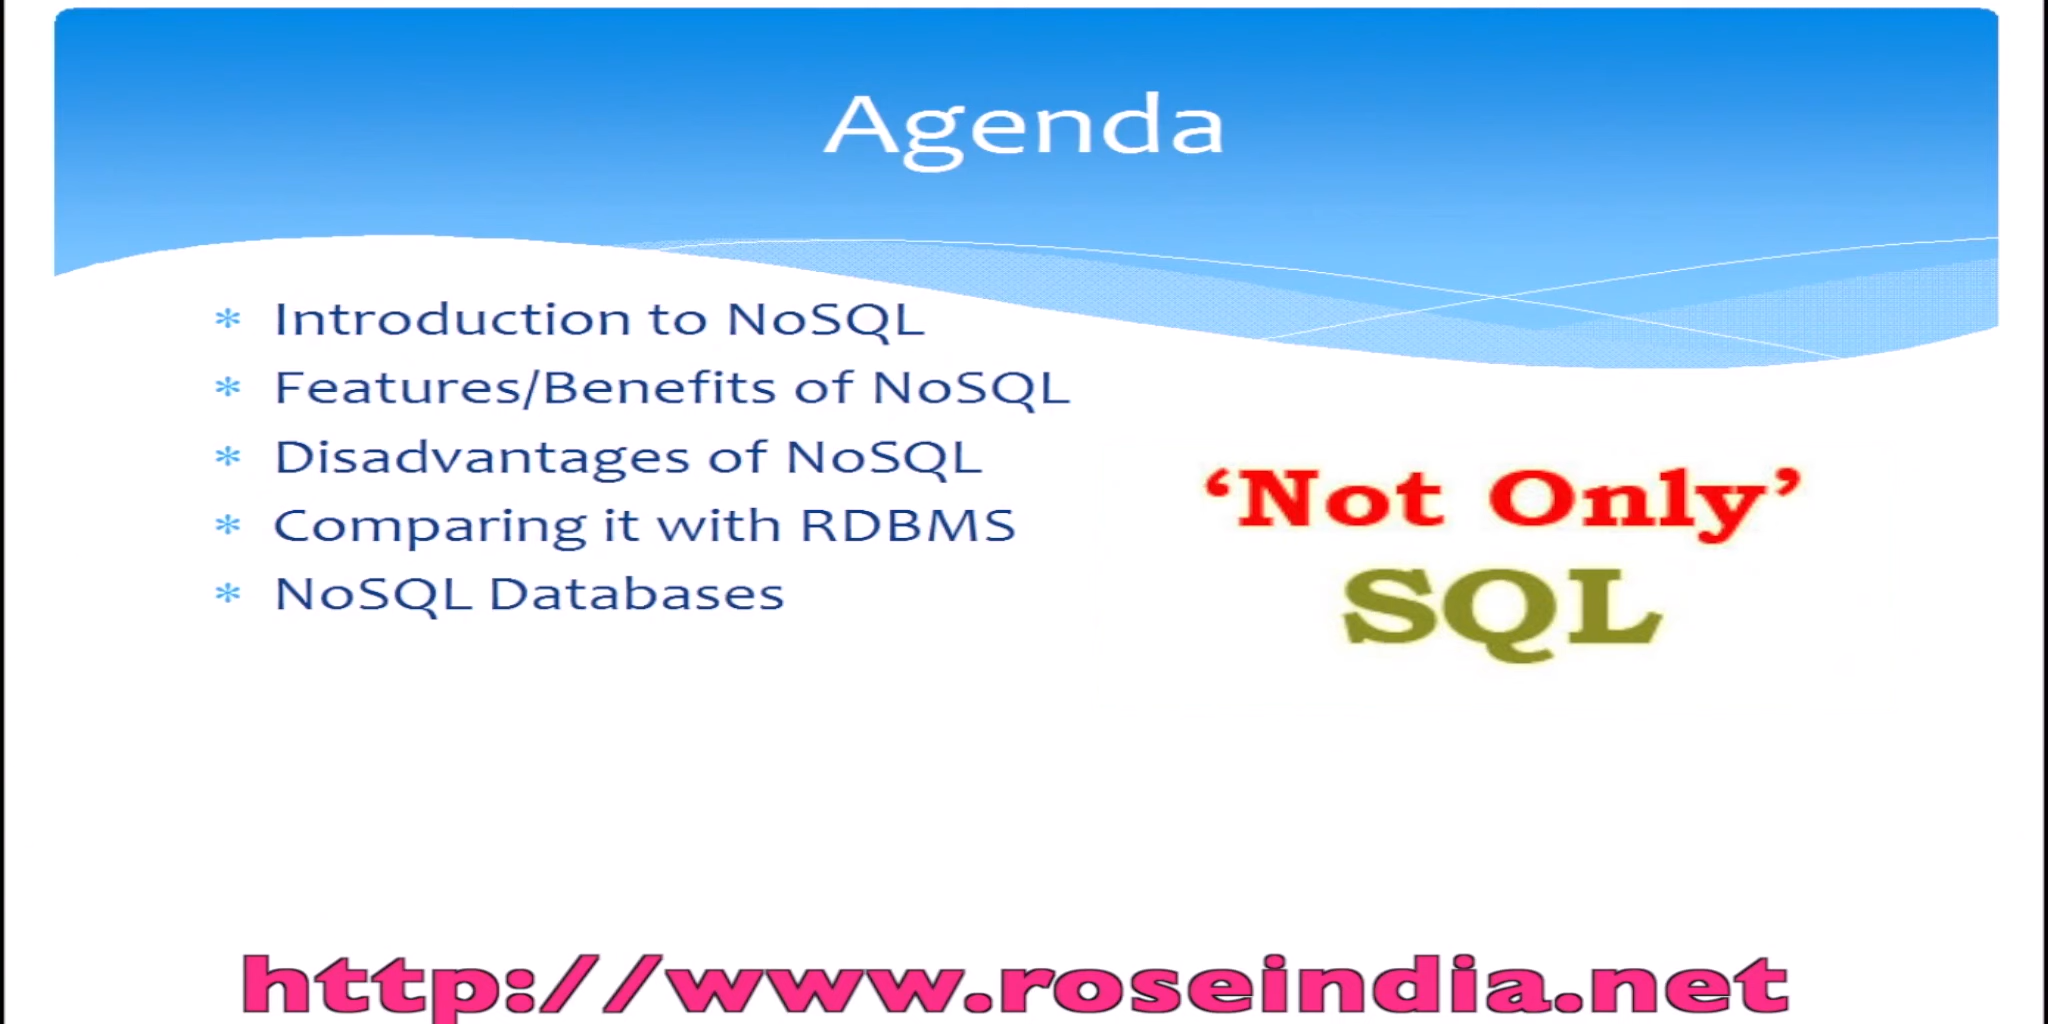 Agenda
* Introduction to NoSQL
* Features/Benefits of NoSQL
* Disadvantages of NoSQL
* Comparing it with RDBMS
* NoSQL Databases
‘Not Only’
SQL
http://www.roseindia.net